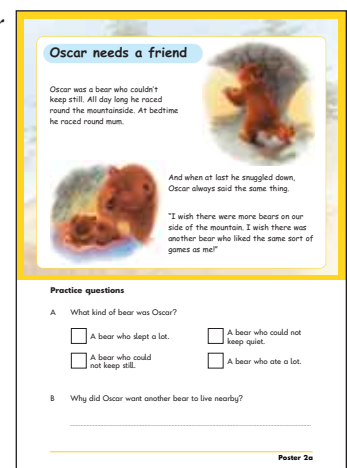 Oscar needs a friend
Oscar was a bear who couldn't
keep still. All day long he raced
round the mountainside. At bedtime
he raced round mum.
And when at last he snuggled down,
Oscar always said the same thing.
"I wish there were more bears on our
side of the mountain. I wish there was
another bear who liked the same sort of
games as me!"
Practice questions
A What kind of bear was Oscar?
A bear who slept a lot.
A bear who could not
keep quiet.
A bear who could
not keep still.
A bear who ate a lot.
B Why did Oscar want another bear to live nearby?
Poster 2a